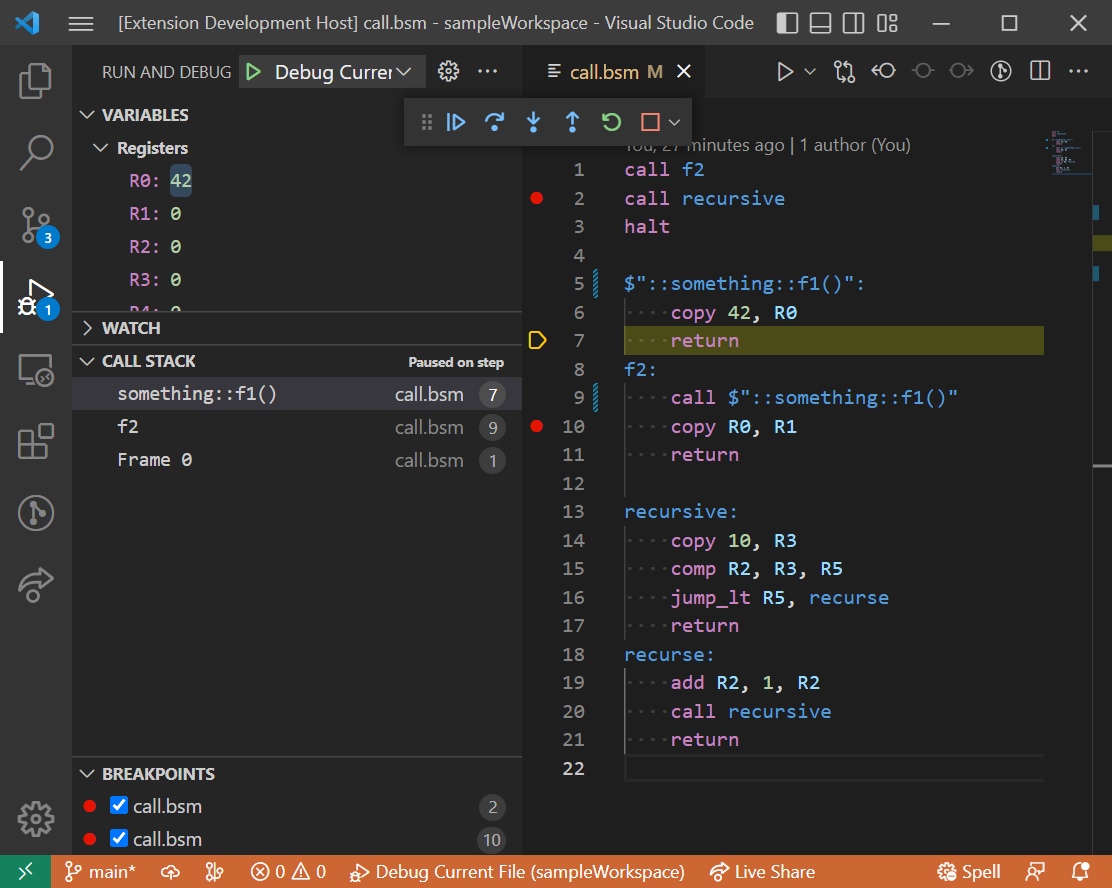 [Extension Development Host] call.bsm - sampleWorkspace - Visual Studio Code
RUN AND DEBUG
Debug Currer
call.bsm M
VARIABLES
Registers
R0: 42
R1: 0
R2: 0
R3: 0
WATCH
CALL STACK
Paused on step
something::f1() call.bsm 7
f2 call.bsm 9
Frame 0 call.bsm 1
BREAKPOINTS
call.bsm 2
call.bsm 10
3
1
minutes ago | 1 author (You)
1 call f2
2 call recursive
3 halt
4
5 $"::something::f1()":
6 ····copy 42, R0
7 ····return
8 f2:
9 ····call $"::something::f1()"
10 ····copy R0, R1
11 ····return
12
13 recursive:
14 ····copy 10, R3
15 ····comp R2, R3, R5
16 ····jump_lt R5, recurse
17 ····return
18 recurse:
19 ····add R2, 1, R2
20 ····call recursive
21 ····return
22
main* 0 0 Debug Current File (sampleWorkspace) Live Share Spell